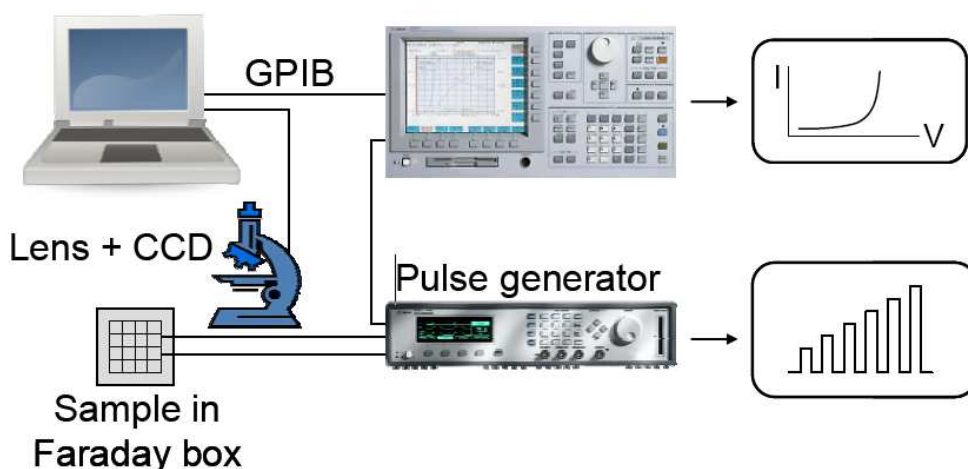 GPIB
I
V
Lens + CCD
Pulse generator
Sample in
Faraday box